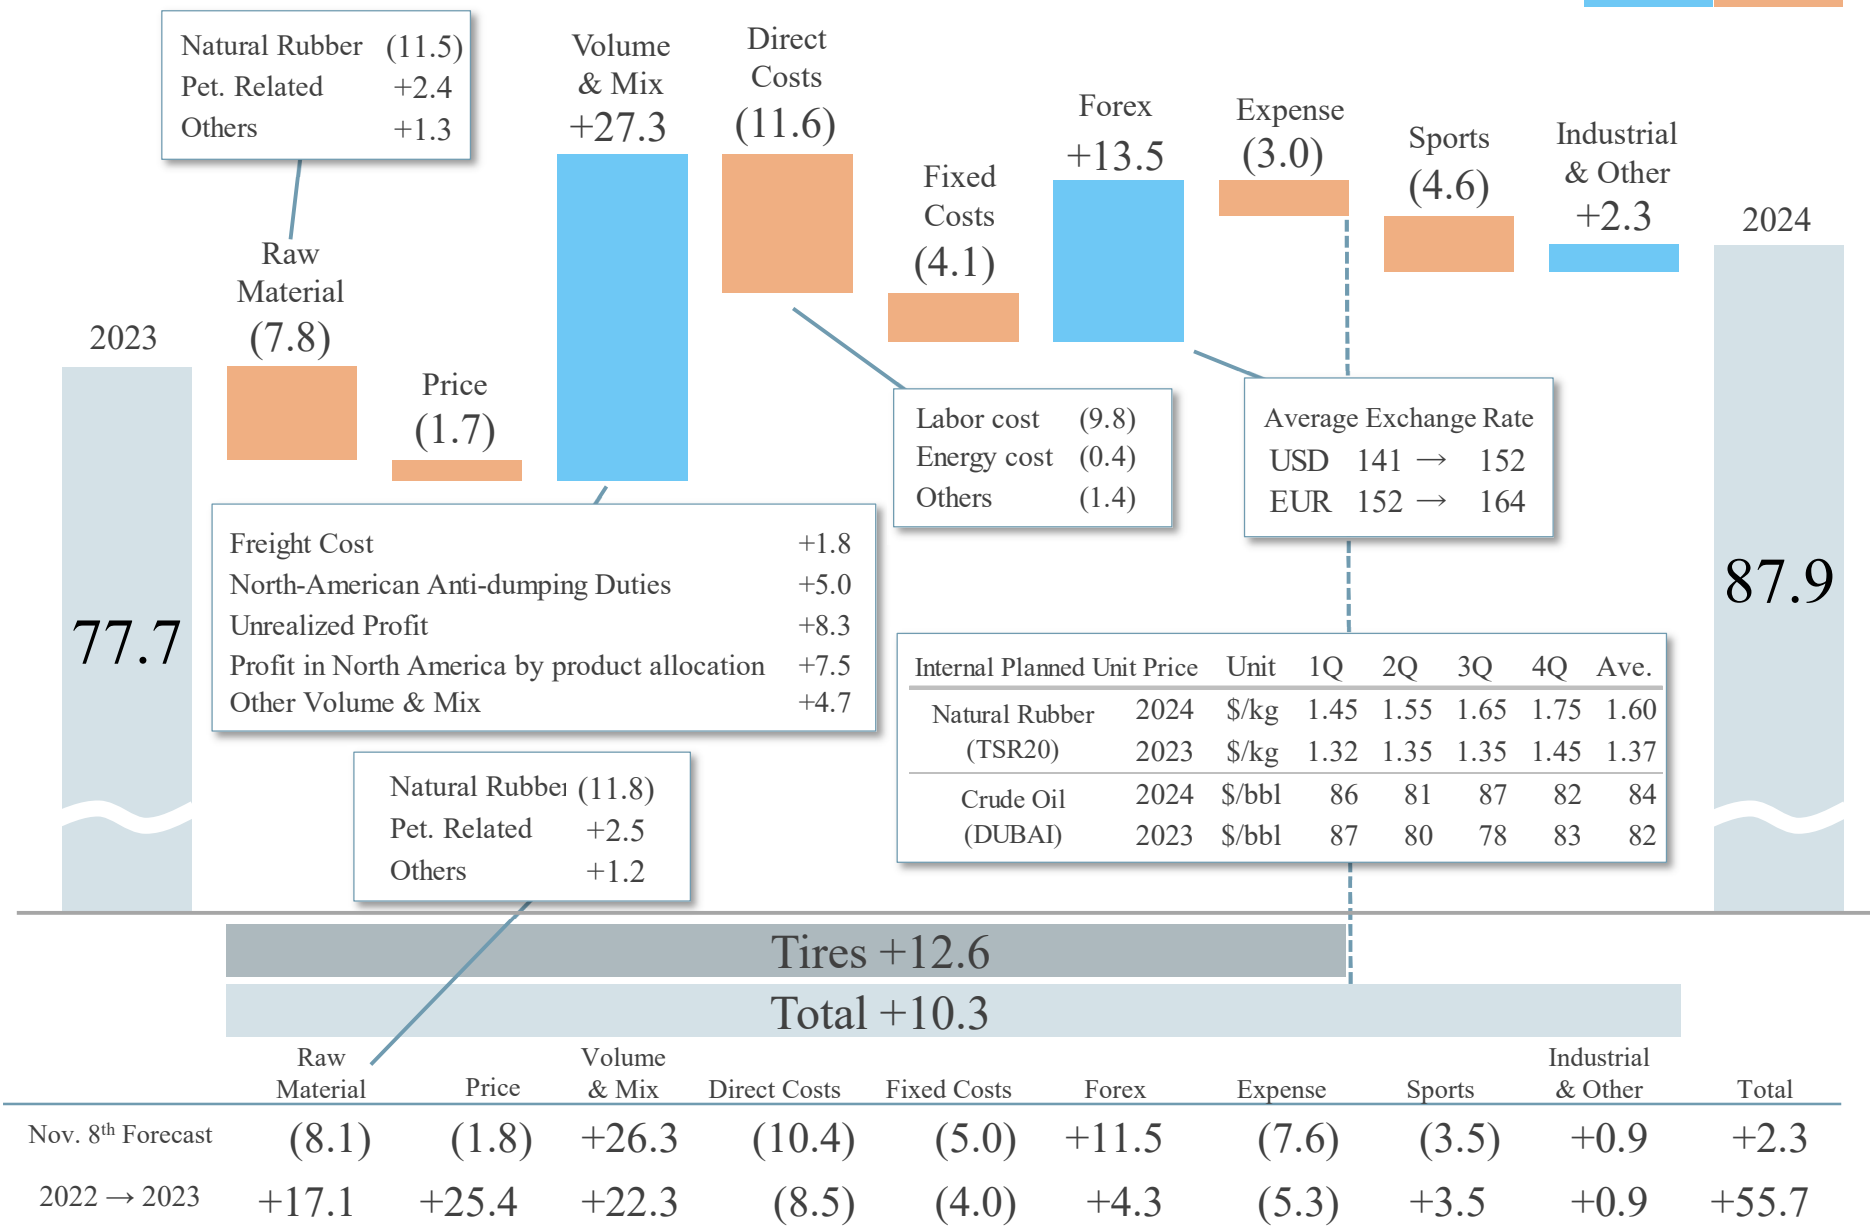 Natural Rubber (11.5)
Pet. Related +2.4
Others +1.3
Volume
& Mix
+27.3
Direct
Costs
(11.6)
Fixed
Costs
(4.1)
Forex
+13.5
Expense
(3.0)
Sports
(4.6)
Industrial
& Other
+2.3
2024
Raw
Material
(7.8)
2023
Price
(1.7)
Labor cost (9.8)
Energy cost (0.4)
Others (1.4)
Average Exchange Rate
USD 141 → 152
EUR 152 → 164
Freight Cost +1.8
North-American Anti-dumping Duties +5.0
Unrealized Profit +8.3
Profit in North America by product allocation +7.5
Other Volume & Mix +4.7
77.7
87.9
Internal Planned Unit Price Unit 1Q 2Q 3Q 4Q Ave.
Natural Rubber 2024 $/kg 1.45 1.55 1.65 1.75 1.60
(TSR20) 2023 $/kg 1.32 1.35 1.35 1.45 1.37
Crude Oil 2024 $/bbl 86 81 87 82 84
(DUBAI) 2023 $/bbl 87 80 78 83 82
Natural Rubber (11.8)
Pet. Related +2.5
Others +1.2
Tires +12.6
Total +10.3
Raw Volume Industrial
Material Price & Mix Direct Costs Fixed Costs Forex Expense Sports & Other Total
Nov. 8th Forecast (8.1) (1.8) +26.3 (10.4) (5.0) +11.5 (7.6) (3.5) +0.9 +2.3
2022 → 2023 +17.1 +25.4 +22.3 (8.5) (4.0) +4.3 (5.3) +3.5 +0.9 +55.7